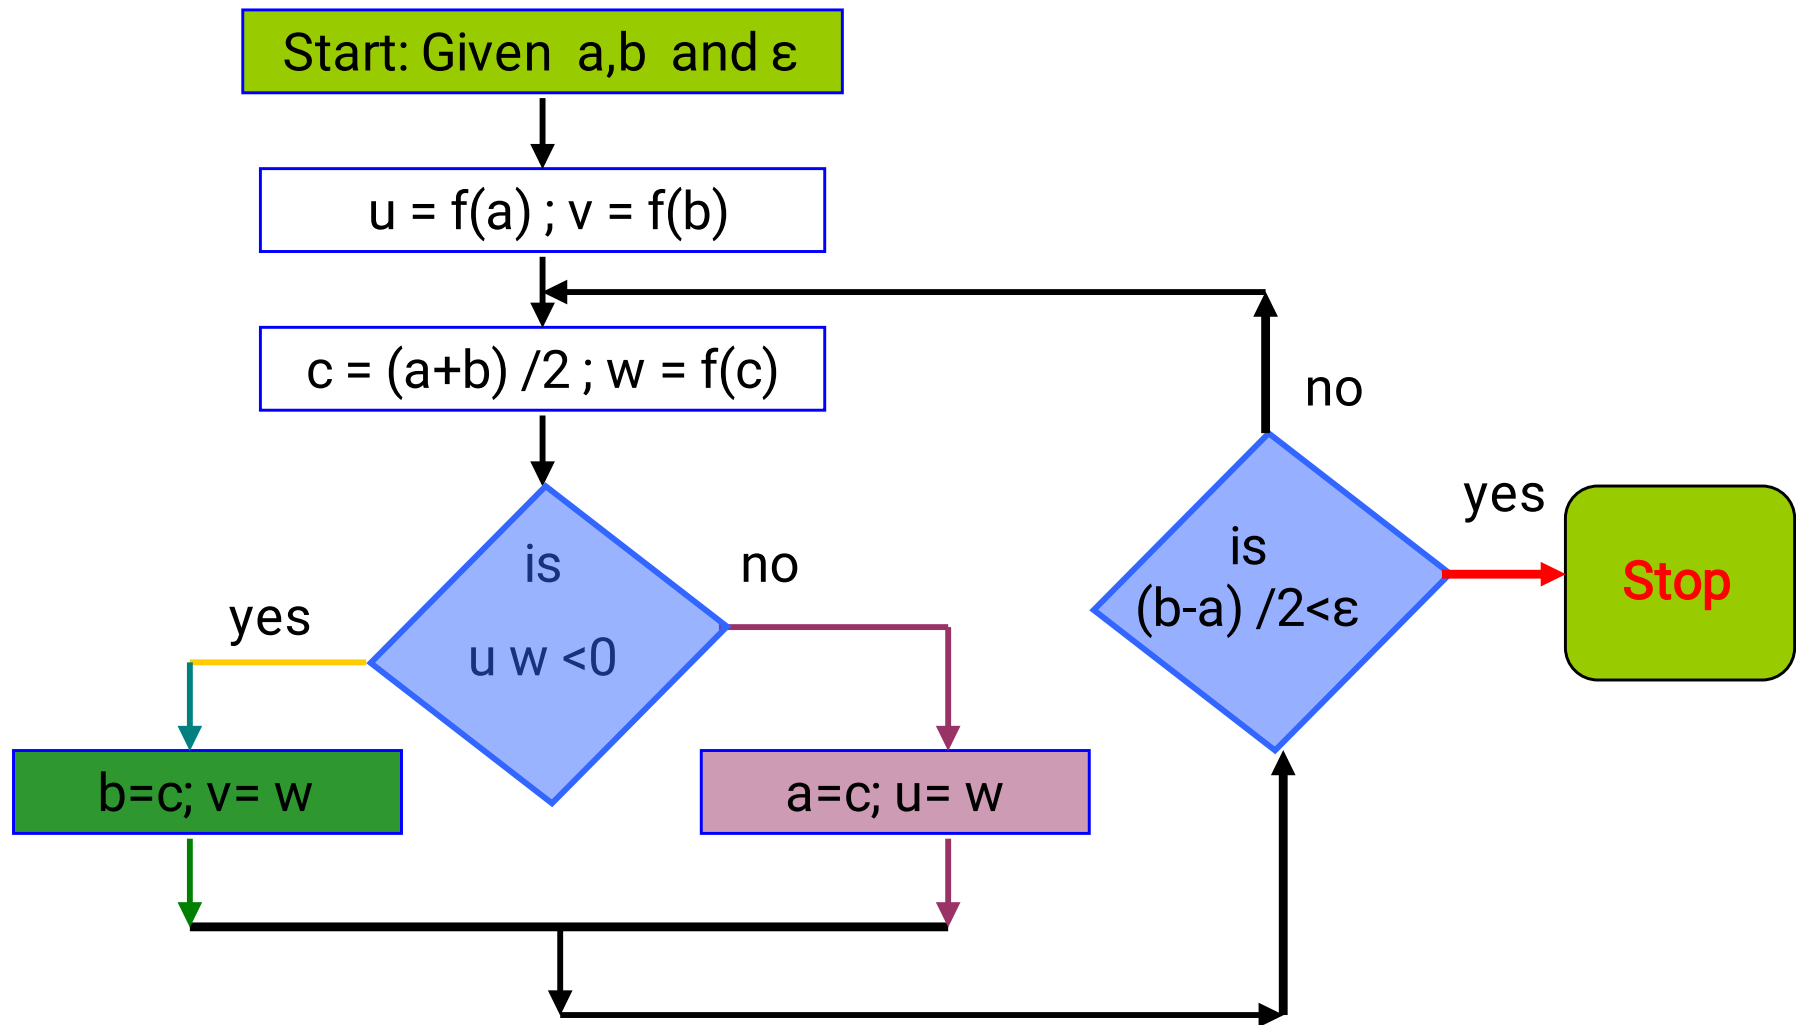 Start: Given a,b and ε
u = f(a) ; v = f(b)
c = (a+b) /2 ; w = f(c)
is
u w <0
yes
no
b=c; v= w
a=c; u= w
is
(b-a) /2<ε
no
yes
Stop